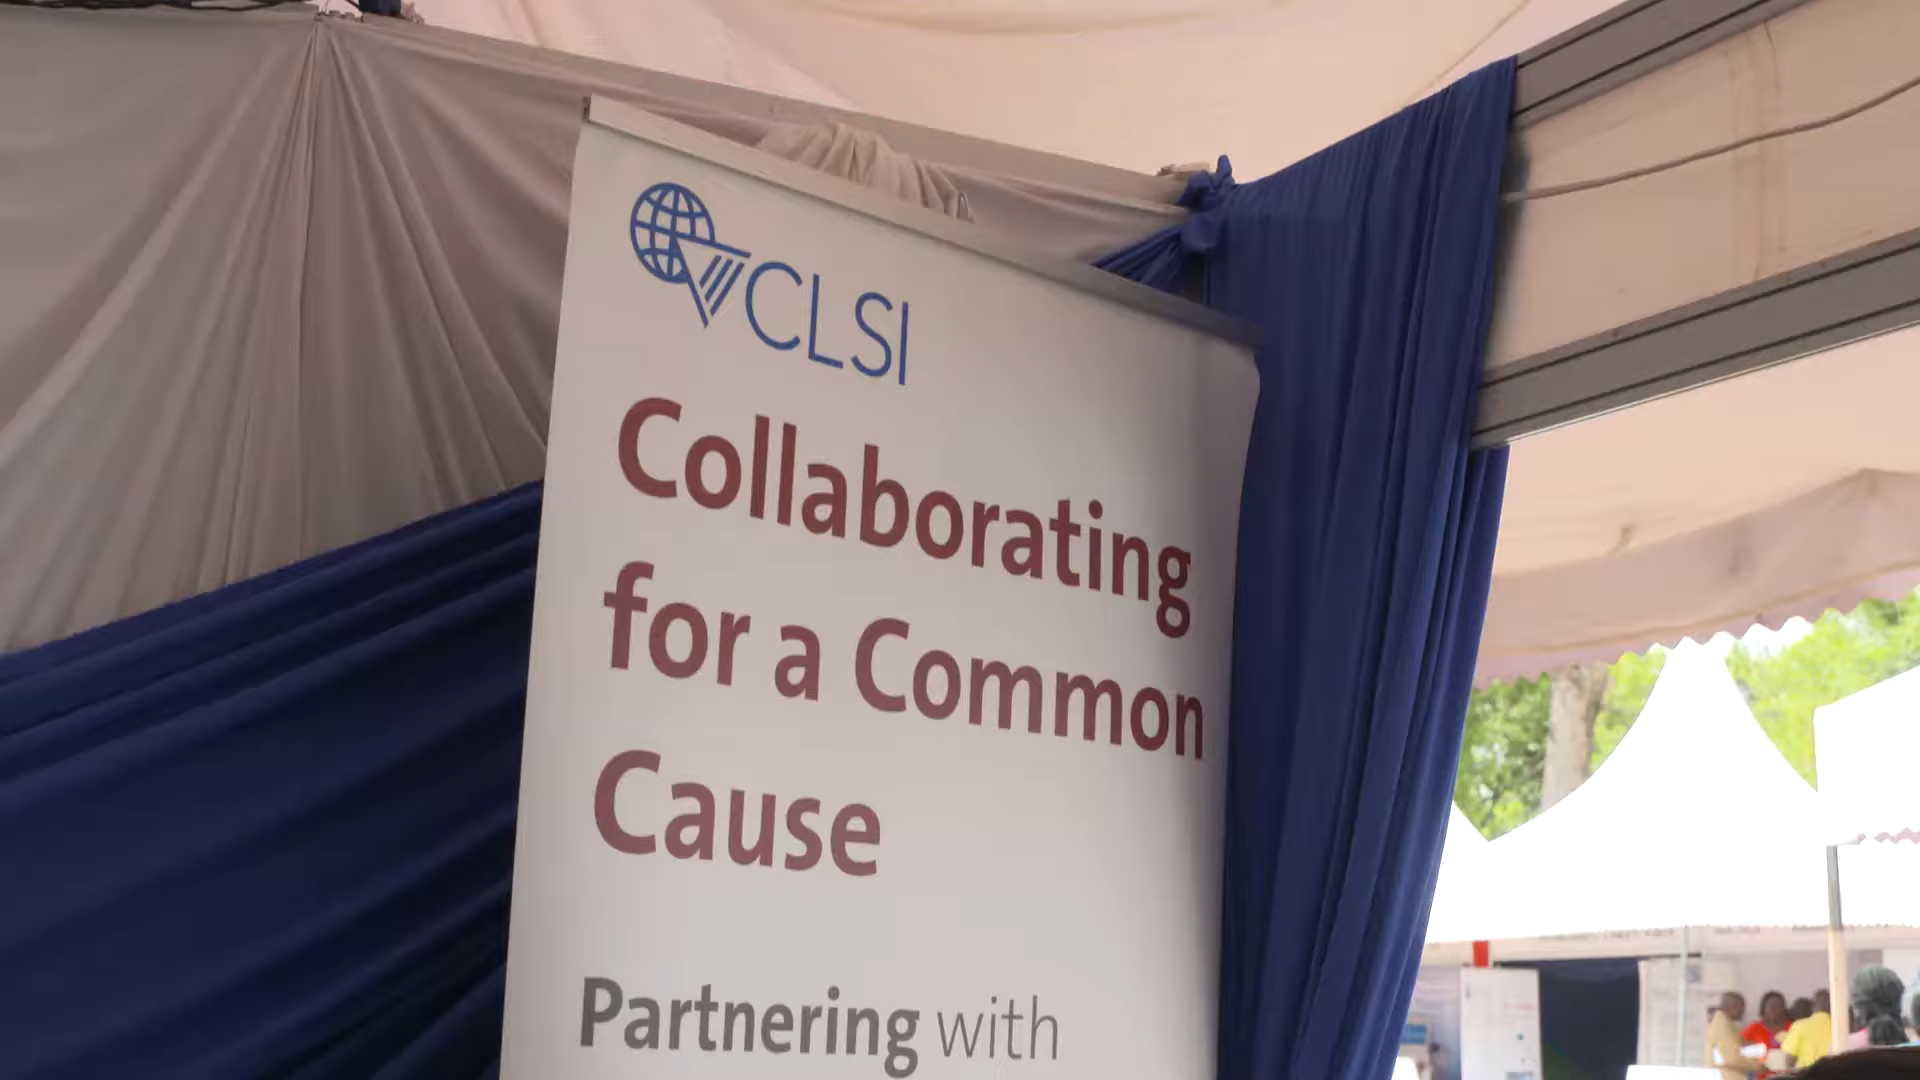 CLSI
Collaborating
for a Common
Cause
Partnering with